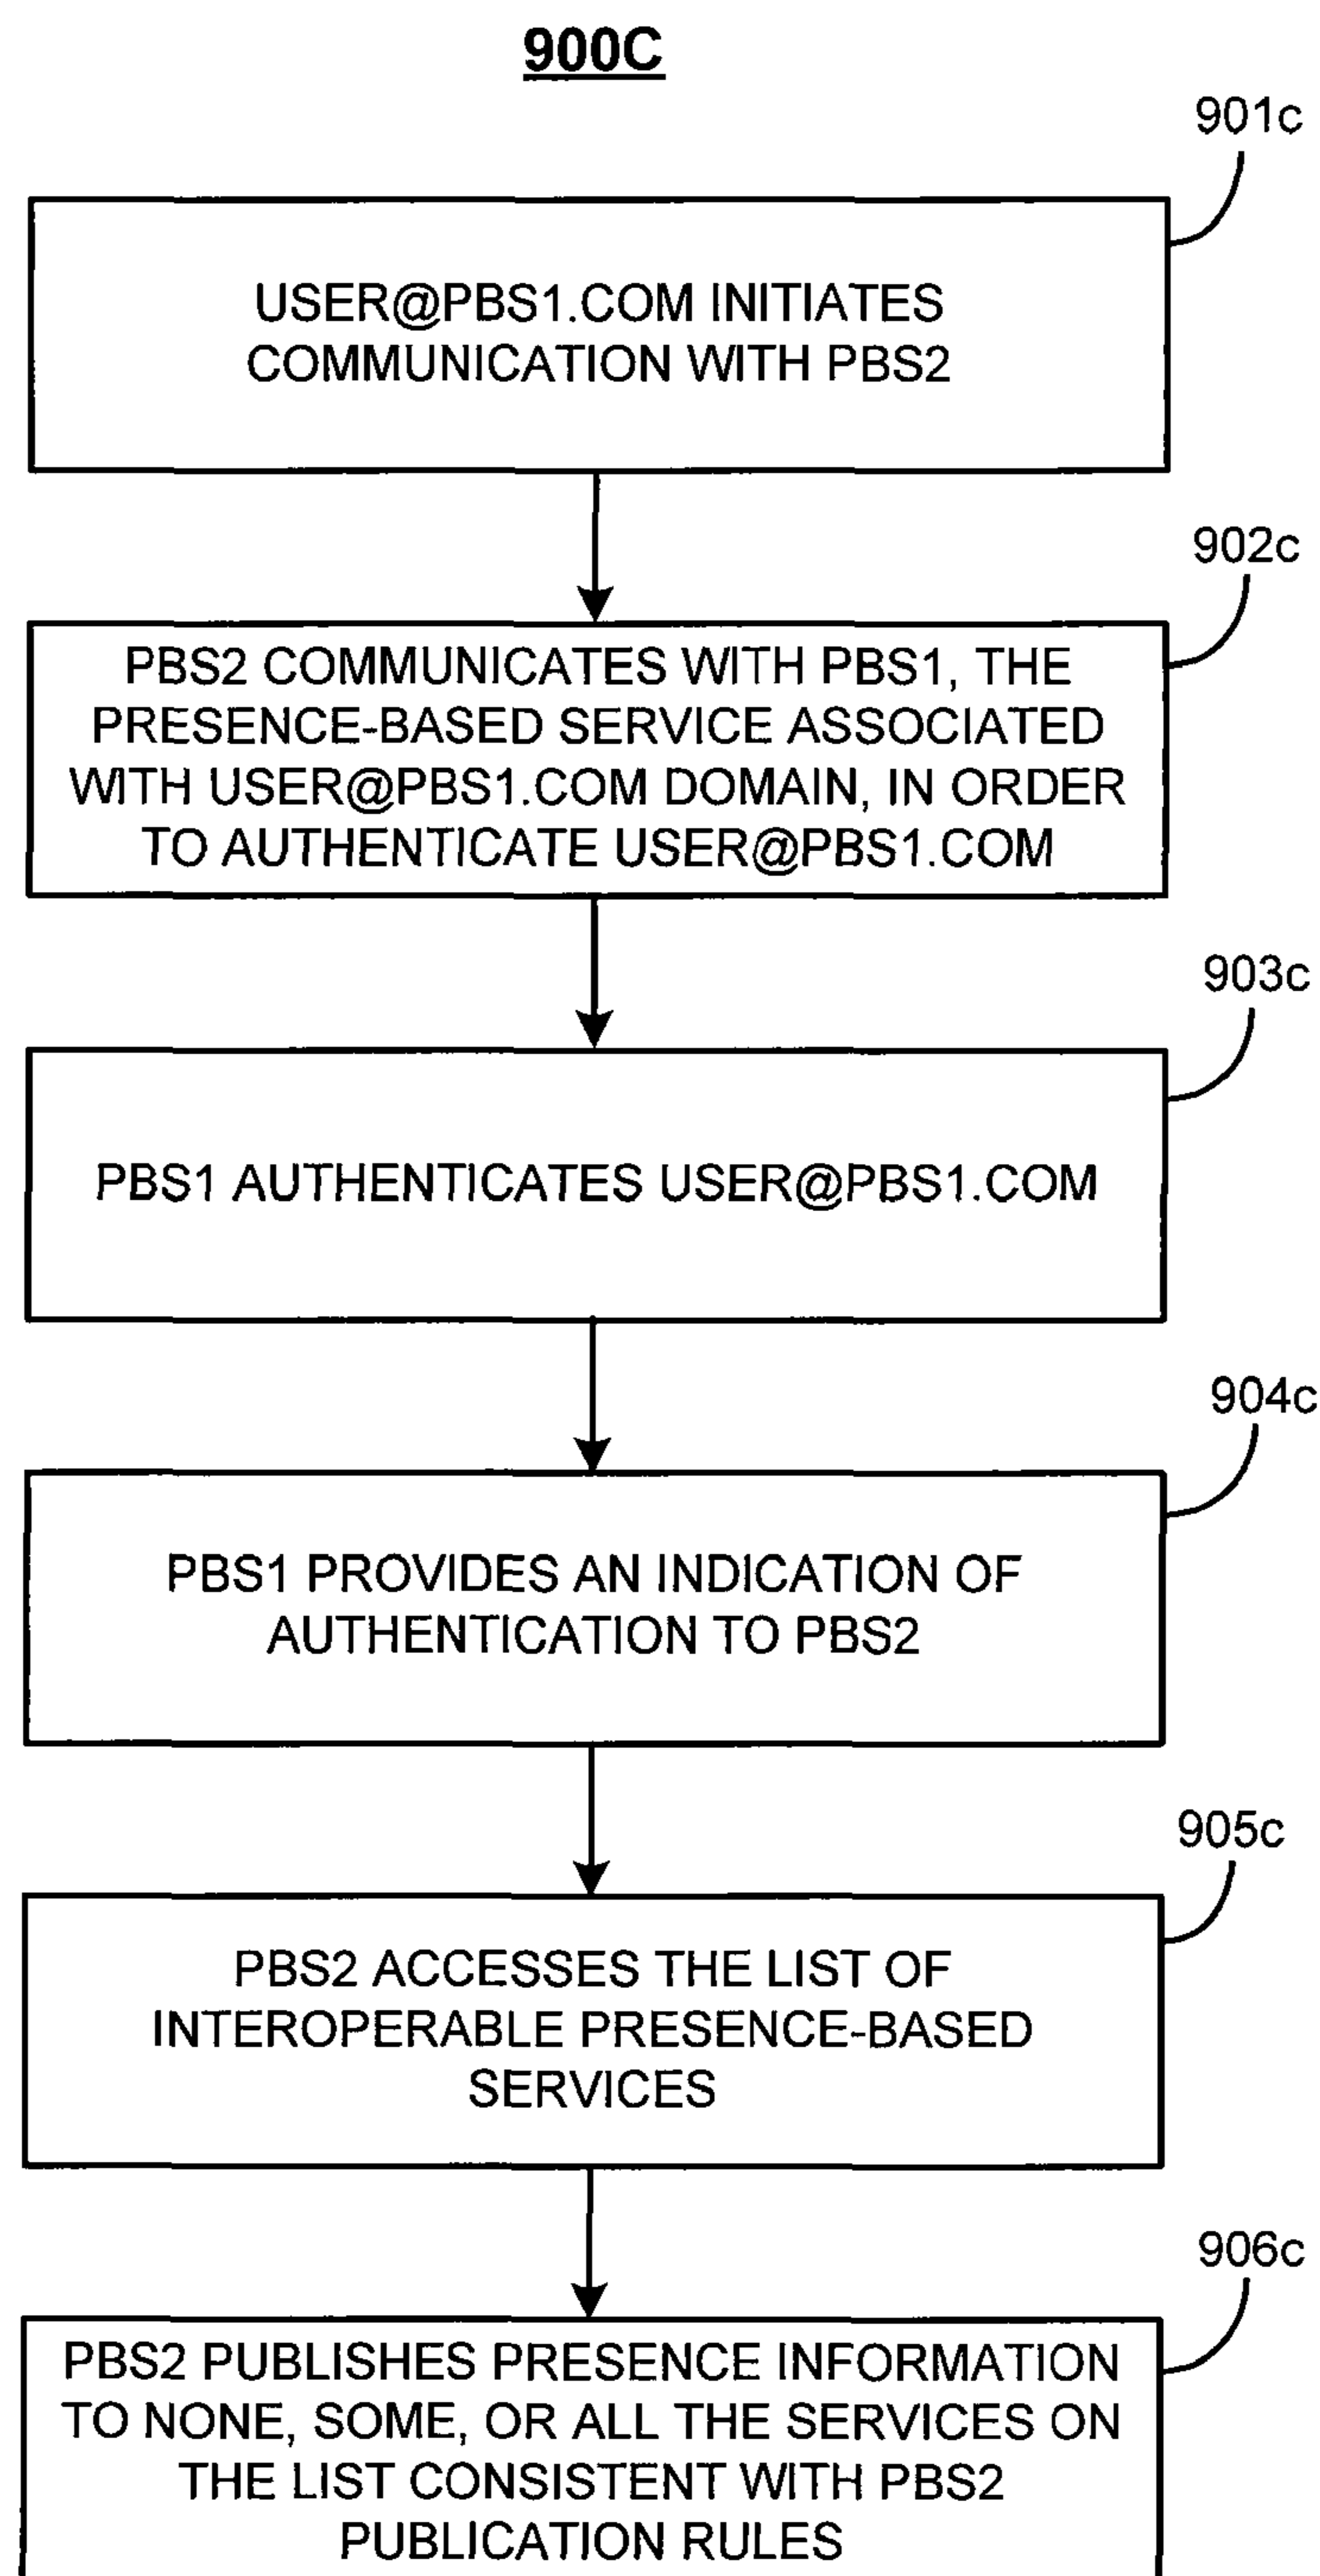 900C
901c
USER@PBS1.COM INITIATES
COMMUNICATION WITH PBS2
902c
PBS2 COMMUNICATES WITH PBS1, THE
PRESENCE-BASED SERVICE ASSOCIATED
WITH USER@PBS1.COM DOMAIN, IN ORDER
TO AUTHENTICATE USER@PBS1.COM
903c
PBS1 AUTHENTICATES USER@PBS1.COM
904c
PBS1 PROVIDES AN INDICATION OF
AUTHENTICATION TO PBS2
905c
PBS2 ACCESSES THE LIST OF
INTEROPERABLE PRESENCE-BASED
SERVICES
906c
PBS2 PUBLISHES PRESENCE INFORMATION
TO NONE, SOME, OR ALL THE SERVICES ON
THE LIST CONSISTENT WITH PBS2
PUBLICATION RULES